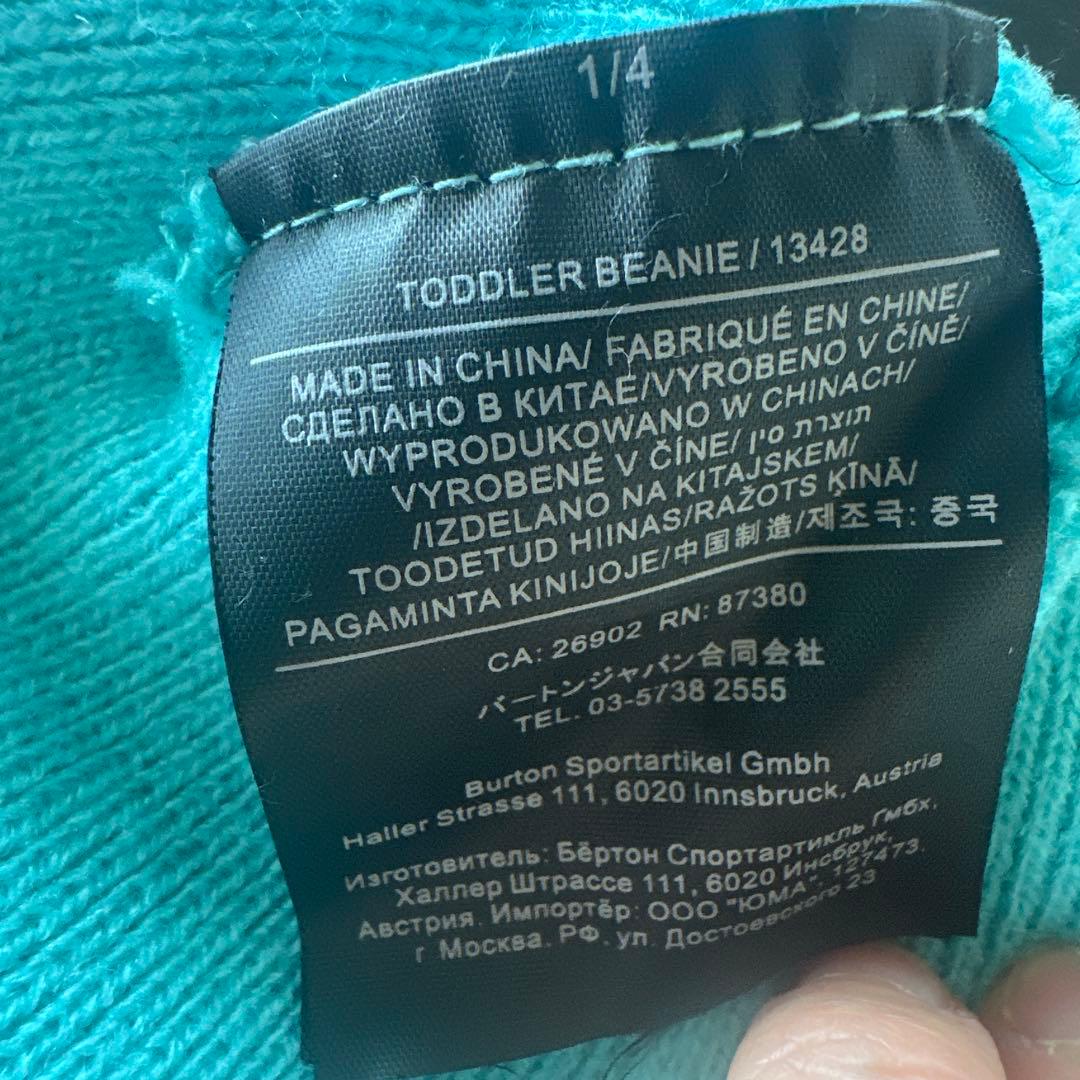 1/4
TODDLER BEANIE / 13428
MADE IN CHINA/ FABRIQUÉ EN CHINE/
СДЕЛАНО В КИТАЕ/VYROBENO V ČÍNĚ/
WYPRODUKOWANO W CHINACH/
VYROBENÉ V ČÍNE/ תוצרת סין
/IZDELANO NA KITAJSKEM/
TOODETUD HIINAS/RAŽOTS ĶĪNĀ/
PAGAMINTA KINIJOJE/中国制造/제조국: 중국
CA: 26902 RN: 87380
バートンジャパン合同会社
TEL. 03-5738 2555
Burton Sportartikel Gmbh
Haller Strasse 111, 6020 Innsbruck, Austria
Изготовитель: Бёртон Спортартикль Гмбх,
Халлер Штрассе 111, 6020 Инсбрук,
Австрия. Импортёр: ООО "ЮМА", 127473.
г Москва. РФ. ул. Достоевского 23